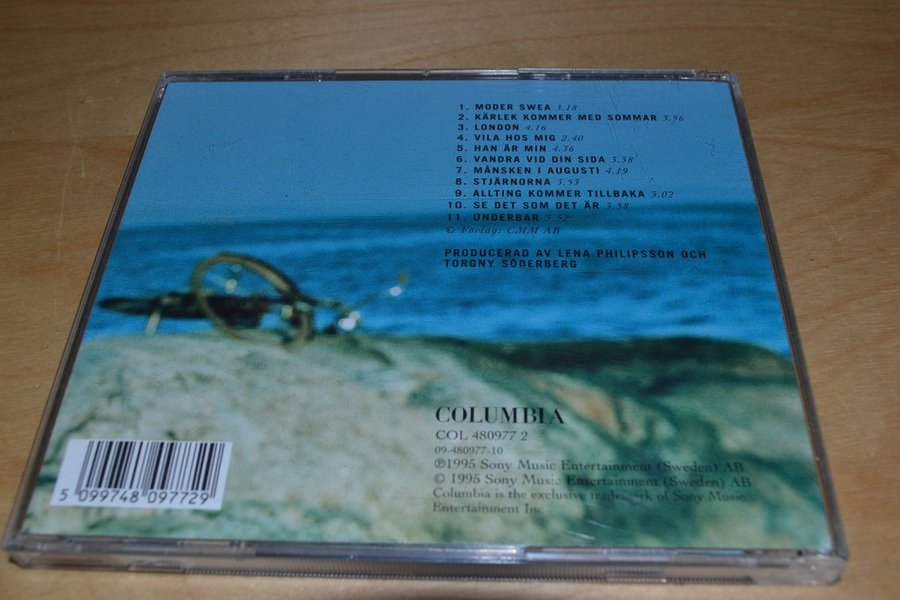 1. MODER SWEA 3.18
2. KÄRLEK KOMMER MED SOMMAR 3.56
3. LONDON 4.16
4. VILA HOS MIG 2.40
5. HAN ÄR MIN 4.36
6. VANDRA VID DIN SIDA 3.38
7. MÅNSKEN I AUGUSTI 4.19
8. STJÄRNORNA 3.53
9. ALLTING KOMMER TILLBAKA 3.02
10. SE DET SOM DET ÄR 3.58
11. UNDERBAR 3.52
© Förlag: CMM AB
PRODUCERAD AV LENA PHILIPSSON OCH
TORGNY SÖDERBERG
COLUMBIA
COL 480977 2
09-480977-10
℗1995 Sony Music Entertainment (Sweden) AB
© 1995 Sony Music Entertainment (Sweden) AB
Columbia is the exclusive trademark of Sony Music
Entertainment Inc
5 099748 097729